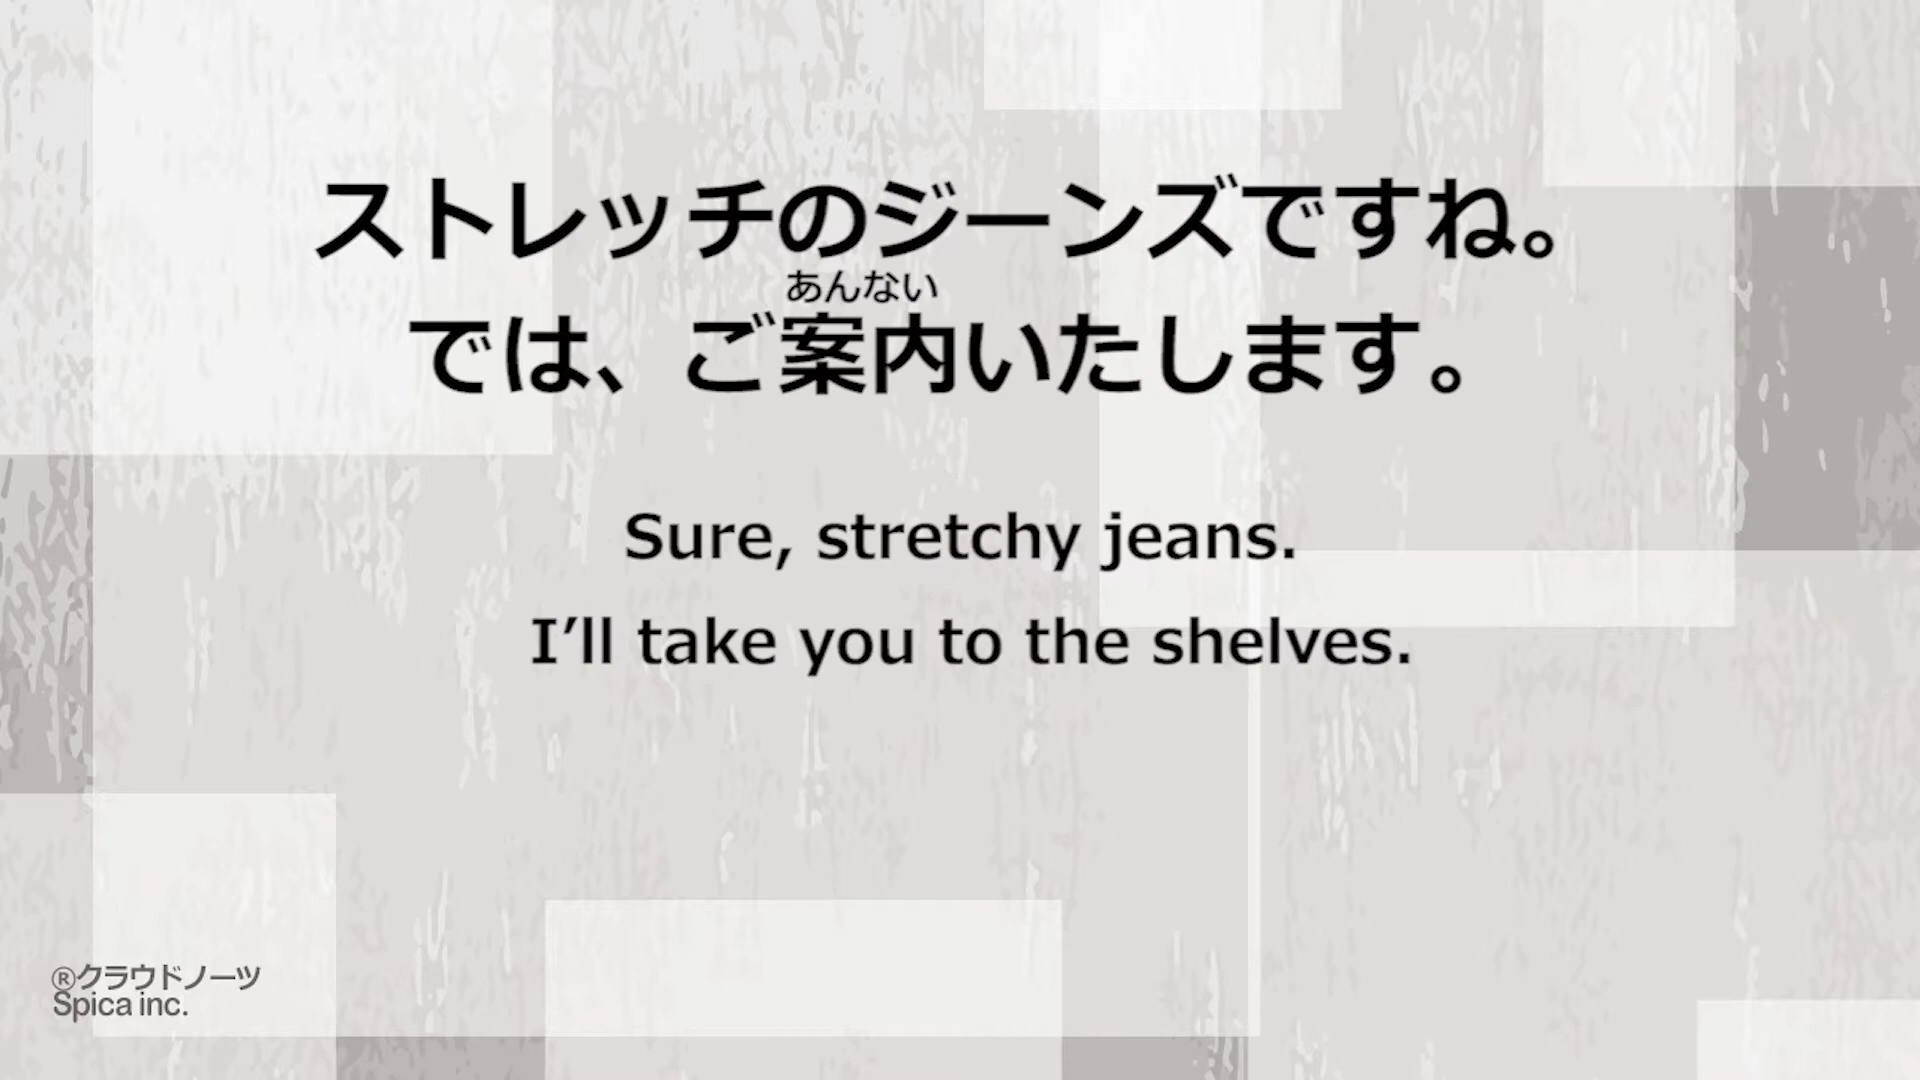 ストレッチのジーンズですね。
あんない
では、ご案内いたします。
Sure, stretchy jeans.
I’ll take you to the shelves.
®クラウドノーツ
Spica inc.